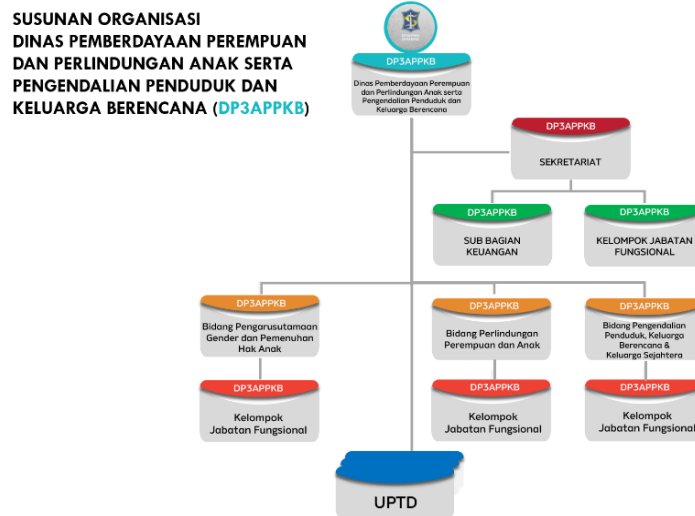 SUSUNAN ORGANISASI
DINAS PEMBERDAYAAN PEREMPUAN
DAN PERLINDUNGAN ANAK SERTA
PENGENDALIAN PENDUDUK DAN
KELUARGA BERENCANA (DP3APPKB)
DP3APPKB
Dinas Pemberdayaan Perempuan
dan Perlindungan Anak serta
Pengendalian Penduduk dan
Keluarga Berencana
DP3APPKB
SEKRETARIAT
DP3APPKB
SUB BAGIAN
KEUANGAN
DP3APPKB
KELOMPOK JABATAN
FUNGSIONAL
DP3APPKB
Bidang Pengarusutamaan
Gender dan Pemenuhan
Hak Anak
DP3APPKB
Bidang Perlindungan
Perempuan dan Anak
DP3APPKB
Bidang Pengendalian
Penduduk, Keluarga
Berencana &
Keluarga Sejahtera
DP3APPKB
Kelompok
Jabatan Fungsional
DP3APPKB
Kelompok
Jabatan Fungsional
DP3APPKB
Kelompok
Jabatan Fungsional
UPTD